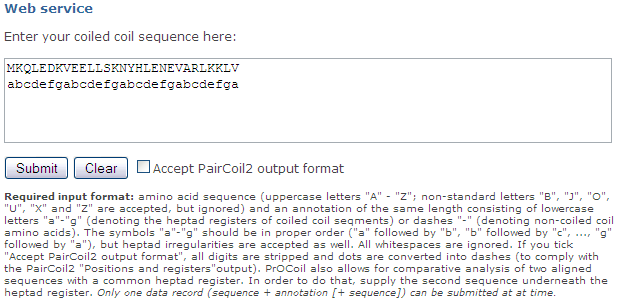 Web service
Enter your coiled coil sequence here:
MKQLEDKVEELLSKNYHLENEVARLKKLV
abcdefgabcdefgabcdefgabcdefga
Submit Clear Accept PairCoil2 output format
Required input format: amino acid sequence (uppercase letters "A" - "Z"; non-standard letters "B", "J", "O",
"U", "X" and "Z" are accepted, but ignored) and an annotation of the same length consisting of lowercase
letters "a"-"g" (denoting the heptad registers of coiled coil seqments) or dashes "-" (denoting non-coiled coil
amino acids). The symbols "a"-"g" should be in proper order ("a" followed by "b", "b" followed by "c", ..., "g"
followed by "a"), but heptad irregularities are accepted as well. All whitespaces are ignored. If you tick
"Accept PairCoil2 output format", all digits are stripped and dots are converted into dashes (to comply with
the PairCoil2 "Positions and registers"output). PrOCoil also allows for comparative analysis of two aligned
sequences with a common heptad register. In order to do that, supply the second sequence underneath the
heptad register. Only one data record (sequence + annotation [+ sequence]) can be submitted at at time.